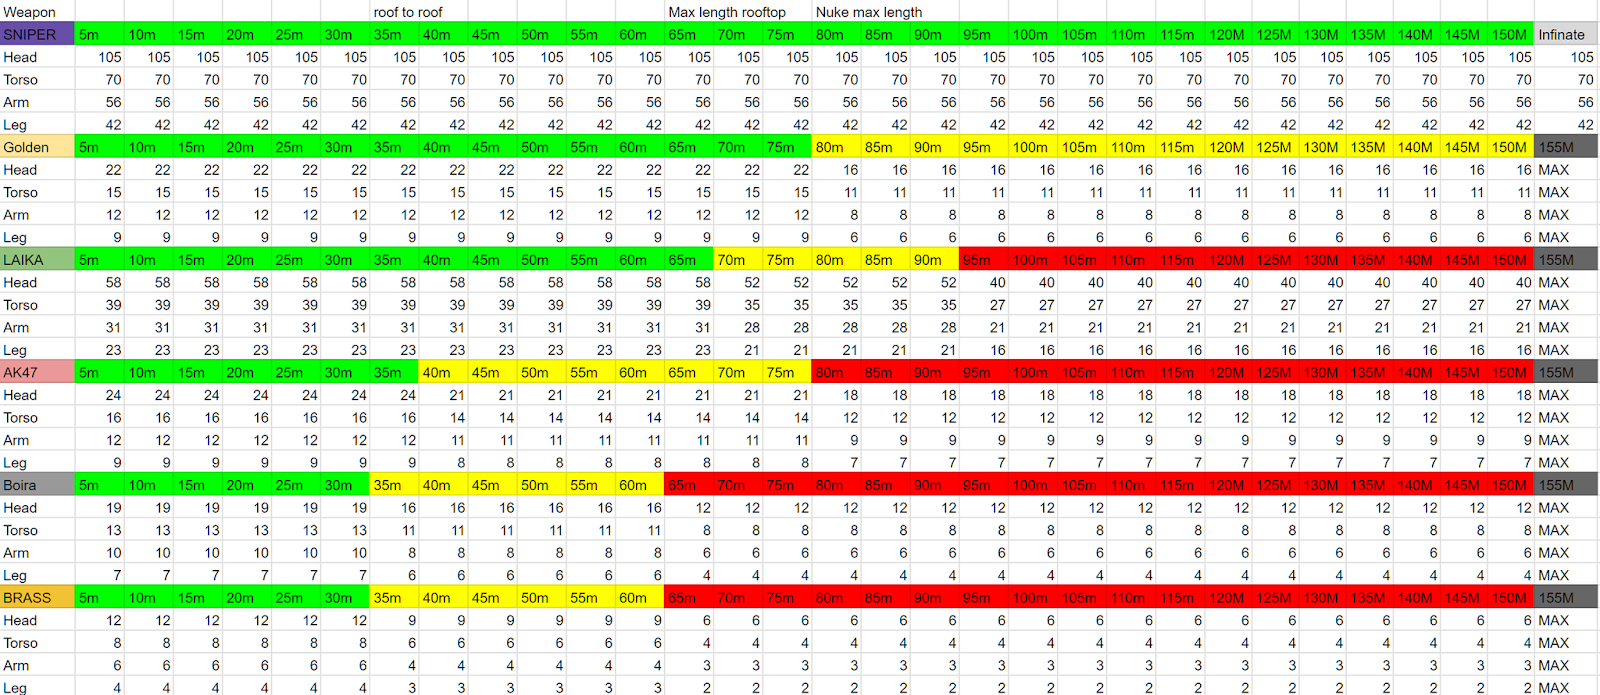 Weapon roof to roof Max length rooftop Nuke max length
SNIPER 5m 10m 15m 20m 25m 30m 35m 40m 45m 50m 55m 60m 65m 70m 75m 80m 85m 90m 95m 100m 105m 110m 115m 120M 125M 130M 135M 140M 145M 150M Infinate
Head 105 105 105 105 105 105 105 105 105 105 105 105 105 105 105 105 105 105 105 105 105 105 105 105 105 105 105 105 105 105 105
Torso 70 70 70 70 70 70 70 70 70 70 70 70 70 70 70 70 70 70 70 70 70 70 70 70 70 70 70 70 70 70 70
Arm 56 56 56 56 56 56 56 56 56 56 56 56 56 56 56 56 56 56 56 56 56 56 56 56 56 56 56 56 56 56 56
Leg 42 42 42 42 42 42 42 42 42 42 42 42 42 42 42 42 42 42 42 42 42 42 42 42 42 42 42 42 42 42 42
Golden 5m 10m 15m 20m 25m 30m 35m 40m 45m 50m 55m 60m 65m 70m 75m 80m 85m 90m 95m 100m 105m 110m 115m 120M 125M 130M 135M 140M 145M 150M 155M
Head 22 22 22 22 22 22 22 22 22 22 22 22 22 22 22 16 16 16 16 16 16 16 16 16 16 16 16 16 16 16 MAX
Torso 15 15 15 15 15 15 15 15 15 15 15 15 15 15 15 11 11 11 11 11 11 11 11 11 11 11 11 11 11 11 MAX
Arm 12 12 12 12 12 12 12 12 12 12 12 12 12 12 12 8 8 8 8 8 8 8 8 8 8 8 8 8 8 8 MAX
Leg 9 9 9 9 9 9 9 9 9 9 9 9 9 9 9 6 6 6 6 6 6 6 6 6 6 6 6 6 6 6 MAX
LAIKA 5m 10m 15m 20m 25m 30m 35m 40m 45m 50m 55m 60m 65m 70m 75m 80m 85m 90m 95m 100m 105m 110m 115m 120M 125M 130M 135M 140M 145M 150M 155M
Head 58 58 58 58 58 58 58 58 58 58 58 58 58 52 52 52 52 52 40 40 40 40 40 40 40 40 40 40 40 40 MAX
Torso 39 39 39 39 39 39 39 39 39 39 39 39 39 35 35 35 35 35 27 27 27 27 27 27 27 27 27 27 27 27 MAX
Arm 31 31 31 31 31 31 31 31 31 31 31 31 31 28 28 28 28 28 21 21 21 21 21 21 21 21 21 21 21 21 MAX
Leg 23 23 23 23 23 23 23 23 23 23 23 23 23 21 21 21 21 21 16 16 16 16 16 16 16 16 16 16 16 16 MAX
AK47 5m 10m 15m 20m 25m 30m 35m 40m 45m 50m 55m 60m 65m 70m 75m 80m 85m 90m 95m 100m 105m 110m 115m 120M 125M 130M 135M 140M 145M 150M 155M
Head 24 24 24 24 24 24 24 21 21 21 21 21 21 21 21 18 18 18 18 18 18 18 18 18 18 18 18 18 18 18 MAX
Torso 16 16 16 16 16 16 16 14 14 14 14 14 14 14 14 12 12 12 12 12 12 12 12 12 12 12 12 12 12 12 MAX
Arm 12 12 12 12 12 12 12 11 11 11 11 11 11 11 11 9 9 9 9 9 9 9 9 9 9 9 9 9 9 9 MAX
Leg 9 9 9 9 9 9 9 8 8 8 8 8 8 8 8 7 7 7 7 7 7 7 7 7 7 7 7 7 7 7 MAX
Boira 5m 10m 15m 20m 25m 30m 35m 40m 45m 50m 55m 60m 65m 70m 75m 80m 85m 90m 95m 100m 105m 110m 115m 120M 125M 130M 135M 140M 145M 150M 155M
Head 19 19 19 19 19 19 16 16 16 16 16 16 12 12 12 12 12 12 12 12 12 12 12 12 12 12 12 12 12 12 MAX
Torso 13 13 13 13 13 13 11 11 11 11 11 11 8 8 8 8 8 8 8 8 8 8 8 8 8 8 8 8 8 8 MAX
Arm 10 10 10 10 10 10 8 8 8 8 8 8 6 6 6 6 6 6 6 6 6 6 6 6 6 6 6 6 6 6 MAX
Leg 7 7 7 7 7 7 6 6 6 6 6 6 4 4 4 4 4 4 4 4 4 4 4 4 4 4 4 4 4 4 MAX
BRASS 5m 10m 15m 20m 25m 30m 35m 40m 45m 50m 55m 60m 65m 70m 75m 80m 85m 90m 95m 100m 105m 110m 115m 120M 125M 130M 135M 140M 145M 150M 155M
Head 12 12 12 12 12 12 9 9 9 9 9 9 6 6 6 6 6 6 6 6 6 6 6 6 6 6 6 6 6 6 MAX
Torso 8 8 8 8 8 8 6 6 6 6 6 6 4 4 4 4 4 4 4 4 4 4 4 4 4 4 4 4 4 4 MAX
Arm 6 6 6 6 6 6 4 4 4 4 4 4 3 3 3 3 3 3 3 3 3 3 3 3 3 3 3 3 3 3 MAX
Leg 4 4 4 4 4 4 3 3 3 3 3 3 2 2 2 2 2 2 2 2 2 2 2 2 2 2 2 2 2 2 MAX